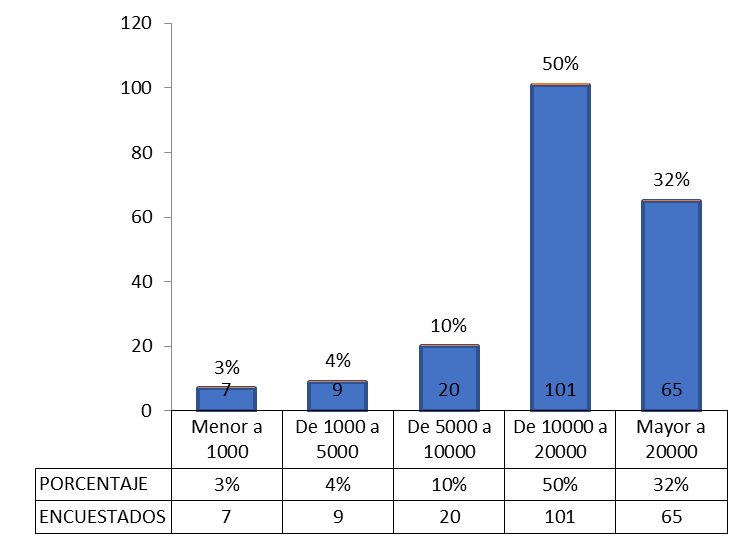 120
100
80
60
40
20
0
50%
32%
10%
4%
3%
7
9
20
101
65
Menor a 1000
De 1000 a 5000
De 5000 a 10000
De 10000 a 20000
Mayor a 20000
PORCENTAJE 3% 4% 10% 50% 32%
ENCUESTADOS 7 9 20 101 65